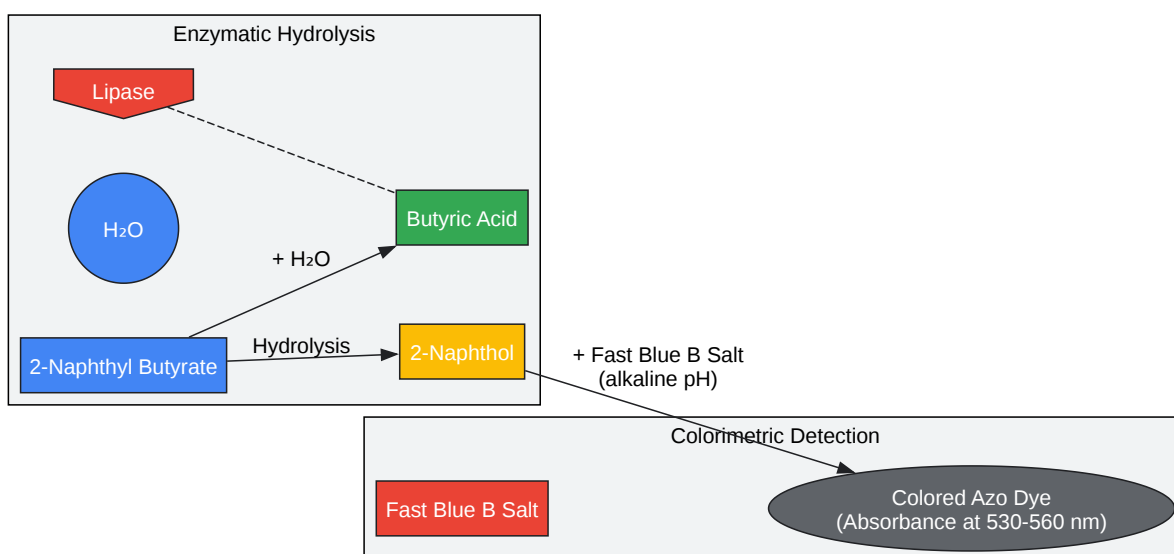 Enzymatic Hydrolysis
Lipase
H₂O
Butyric Acid
+ H₂O
Hydrolysis
2-Naphthyl Butyrate
2-Naphthol
+ Fast Blue B Salt
(alkaline pH)
Colorimetric Detection
Fast Blue B Salt
Colored Azo Dye
(Absorbance at 530-560 nm)